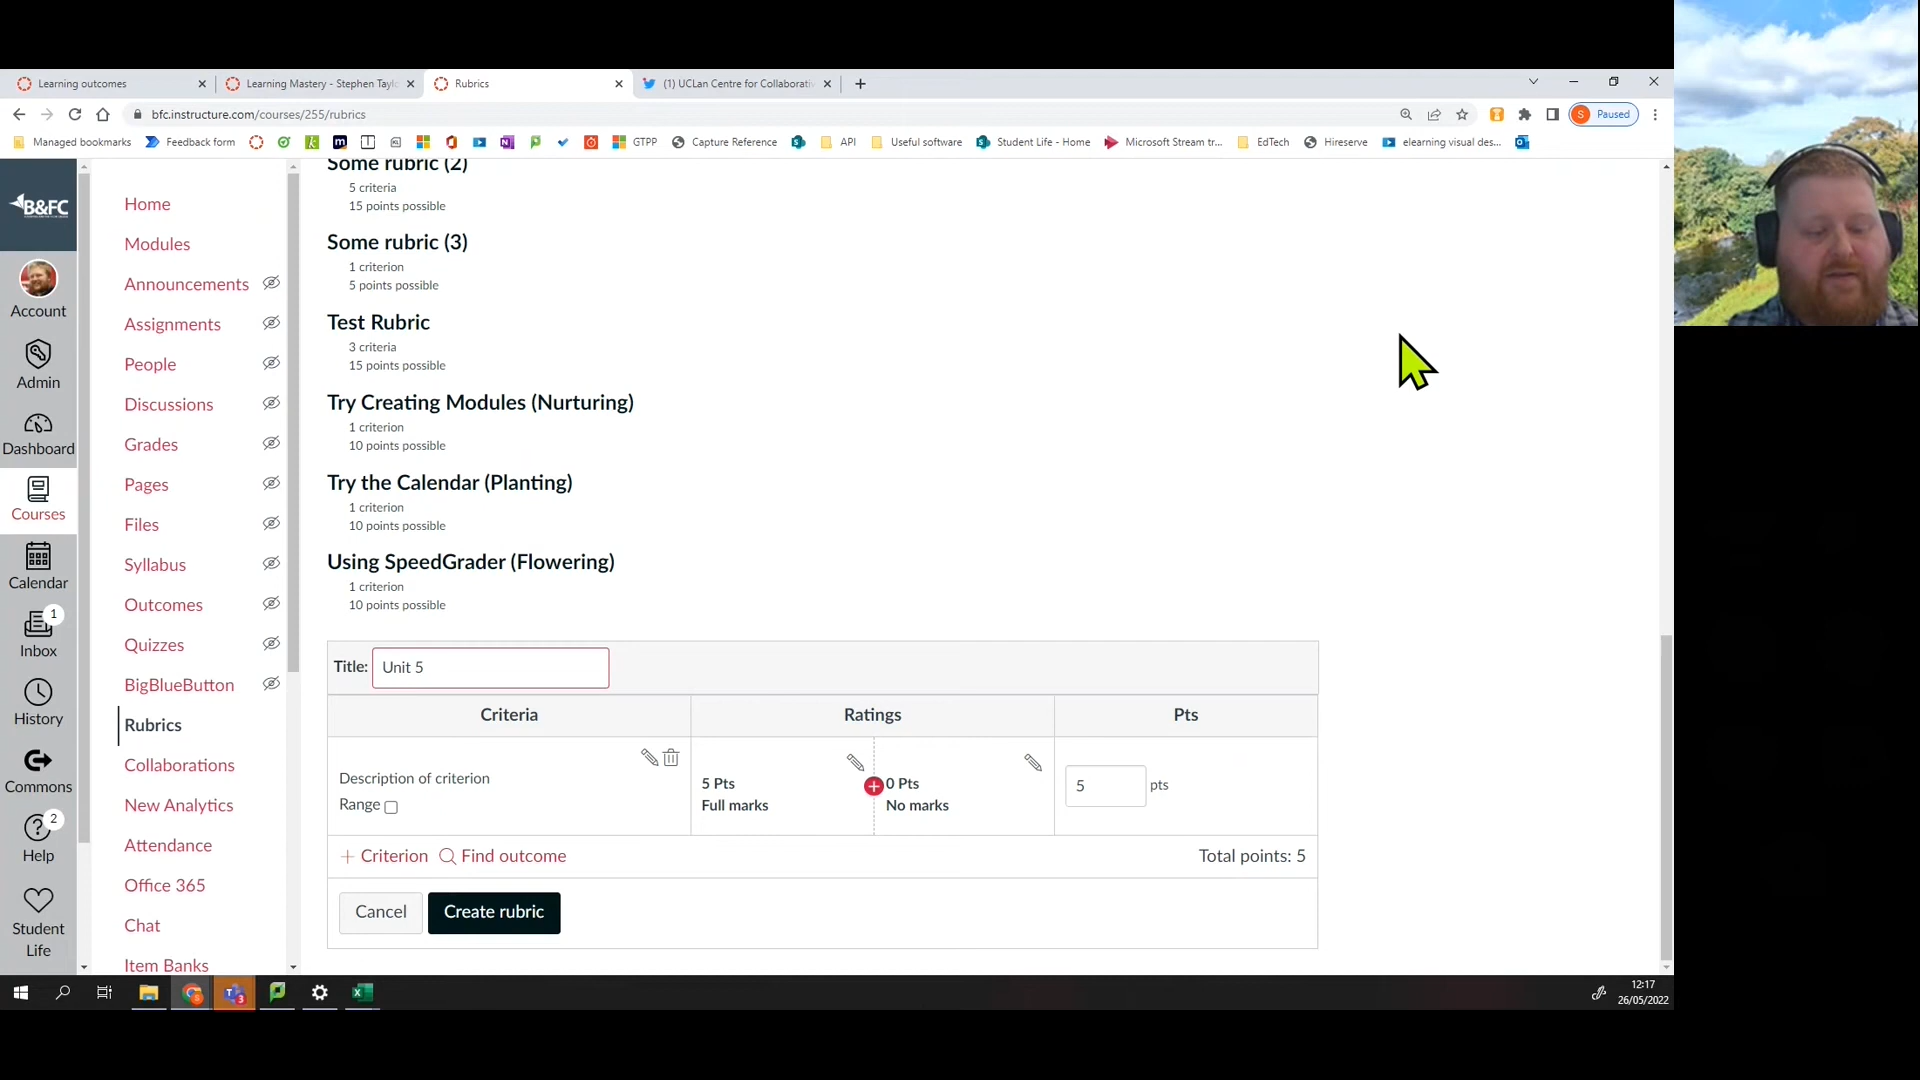 Learning outcomes
Learning Mastery - Stephen Taylo
Rubrics
(1) UCLan Centre for Collaborativ
bfc.instructure.com/courses/255/rubrics
S Paused
Managed bookmarks
Feedback form
GTPP
Capture Reference
API
Useful software
Student Life - Home
Microsoft Stream tr...
EdTech
Hireserve
elearning visual des...
B&FC
Account
Admin
Dashboard
Courses
Calendar
1
Inbox
History
Commons
2
Help
Student
Life
Home
Modules
Announcements
Assignments
People
Discussions
Grades
Pages
Files
Syllabus
Outcomes
Quizzes
BigBlueButton
Rubrics
Collaborations
New Analytics
Attendance
Office 365
Chat
Item Banks
Some rubric (2)
5 criteria
15 points possible
Some rubric (3)
1 criterion
5 points possible
Test Rubric
3 criteria
15 points possible
Try Creating Modules (Nurturing)
1 criterion
10 points possible
Try the Calendar (Planting)
1 criterion
10 points possible
Using SpeedGrader (Flowering)
1 criterion
10 points possible
Title: Unit 5
Criteria Ratings Pts
Description of criterion
Range
5 Pts
Full marks
0 Pts
No marks
5 pts
Criterion Find outcome Total points: 5
Cancel Create rubric
12:17
26/05/2022